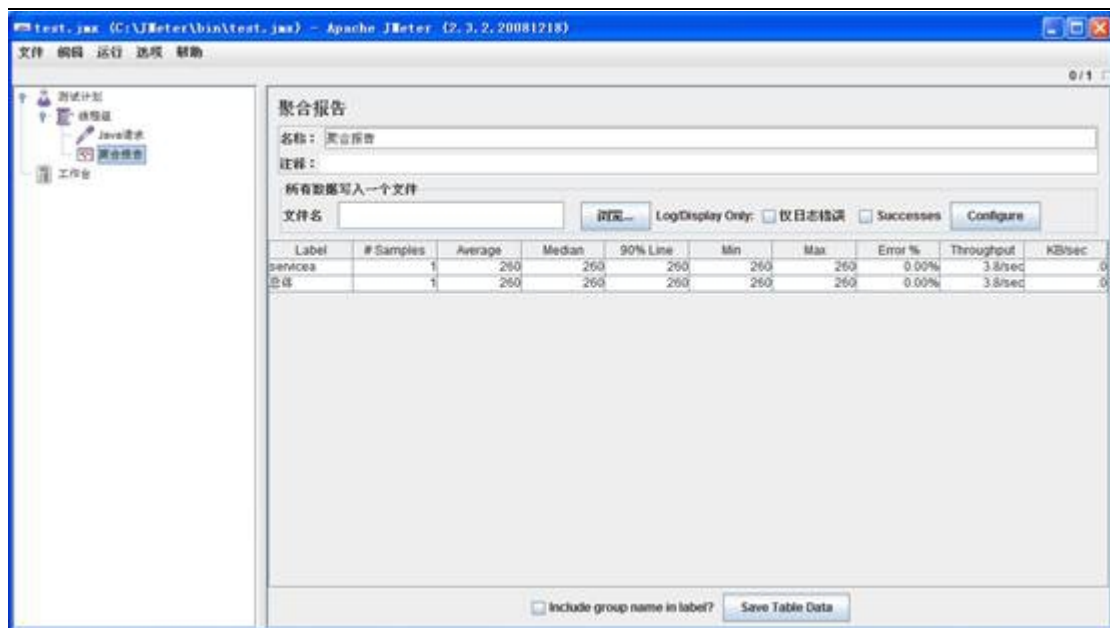 test.jmx (C:\JMeter\bin\test.jmx) - Apache JMeter (2.3.2.20081218)
文件 编辑 运行 选项 帮助
0/1
测试计划
线程组
Java请求
聚合报告
工作台
聚合报告
名称： 聚合报告
注释：
所有数据写入一个文件
文件名 浏览... Log/Display Only: 仅日志错误 Successes Configure
Label # Samples Average Median 90% Line Min Max Error % Throughput KB/sec
servicea 1 260 260 260 260 260 0.00% 3.8/sec .0
总体 1 260 260 260 260 260 0.00% 3.8/sec .0
Include group name in label? Save Table Data